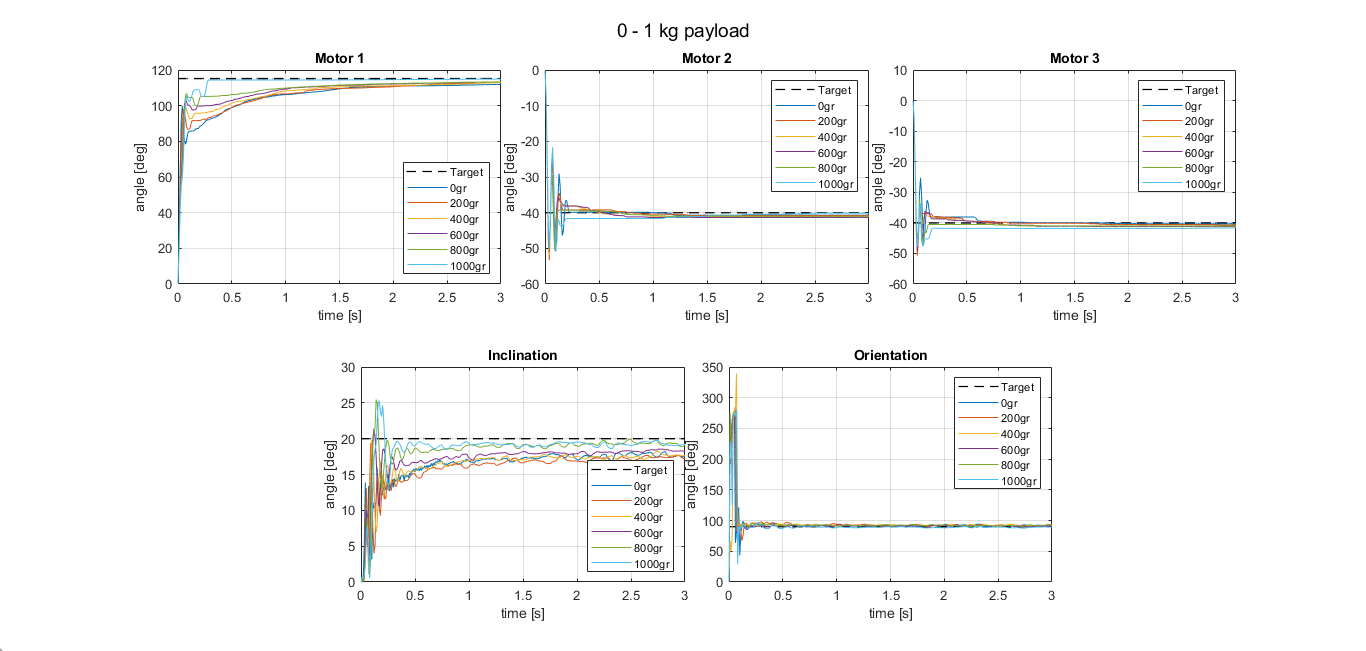 0 - 1 kg payload
Motor 1
angle [deg]
120
100
80
60
40
20
0
0
0.5
1
1.5
2
2.5
3
time [s]
Target
0gr
200gr
400gr
600gr
800gr
1000gr
Motor 2
angle [deg]
0
-10
-20
-30
-40
-50
-60
0
0.5
1
1.5
2
2.5
3
time [s]
Target
0gr
200gr
400gr
600gr
800gr
1000gr
Motor 3
angle [deg]
10
0
-10
-20
-30
-40
-50
-60
0
0.5
1
1.5
2
2.5
3
time [s]
Target
0gr
200gr
400gr
600gr
800gr
1000gr
Inclination
angle [deg]
30
25
20
15
10
5
0
0
0.5
1
1.5
2
2.5
3
time [s]
Target
0gr
200gr
400gr
600gr
800gr
1000gr
Orientation
angle [deg]
350
300
250
200
150
100
50
0
0
0.5
1
1.5
2
2.5
3
time [s]
Target
0gr
200gr
400gr
600gr
800gr
1000gr